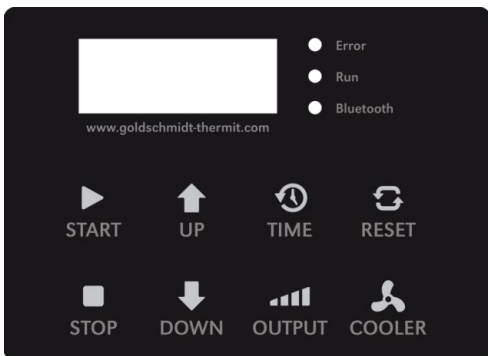 Error
Run
Bluetooth
www.goldschmidt-thermit.com
START UP TIME RESET
STOP DOWN OUTPUT COOLER